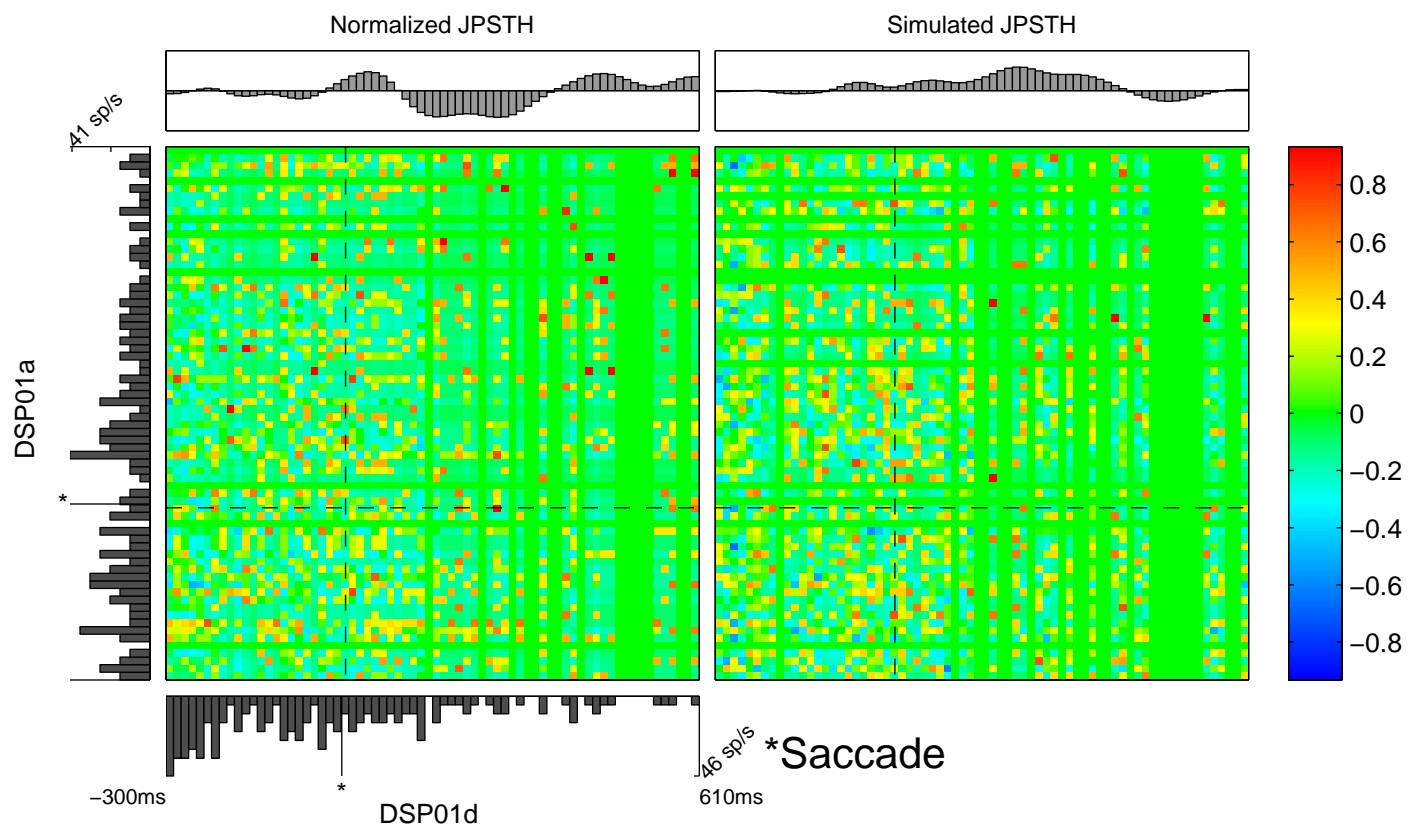 Normalized JPSTH
Simulated JPSTH
41 sp/s
DSP01a
*
0.8
0.6
0.4
0.2
0
−0.2
−0.4
−0.6
−0.8
46 sp/s
*Saccade
*
−300ms
610ms
DSP01d